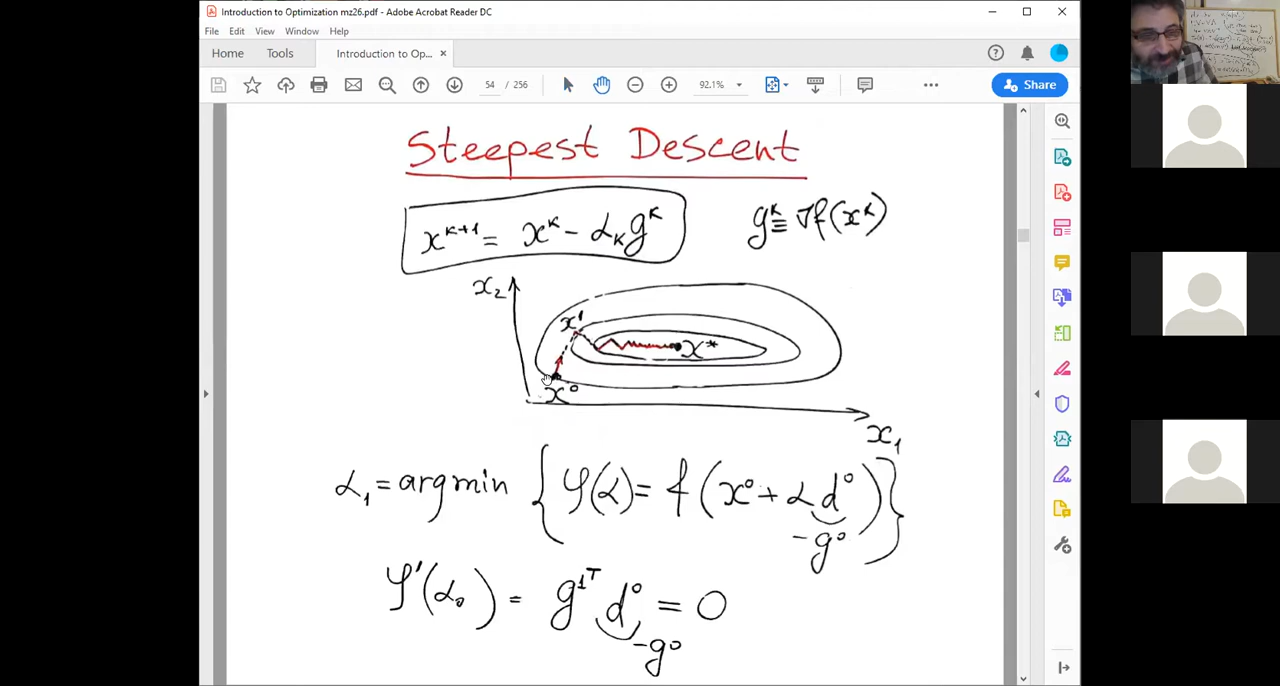 Introduction to Optimization mz26.pdf - Adobe Acrobat Reader DC
File Edit View Window Help
Home Tools Introduction to Op... ×
54 / 256 92.1% Share
Steepest Descent
x^{k+1} = x^k - α_k g^k
g^k ≡ ∇f(x^k)
x_2
x^1
x*
x^0
x_1
α_1 = argmin { φ(α) = f(x^0 + α d^0) }
-g^0
φ'(α_0) = g^{1T} d^0 = 0
-g^0